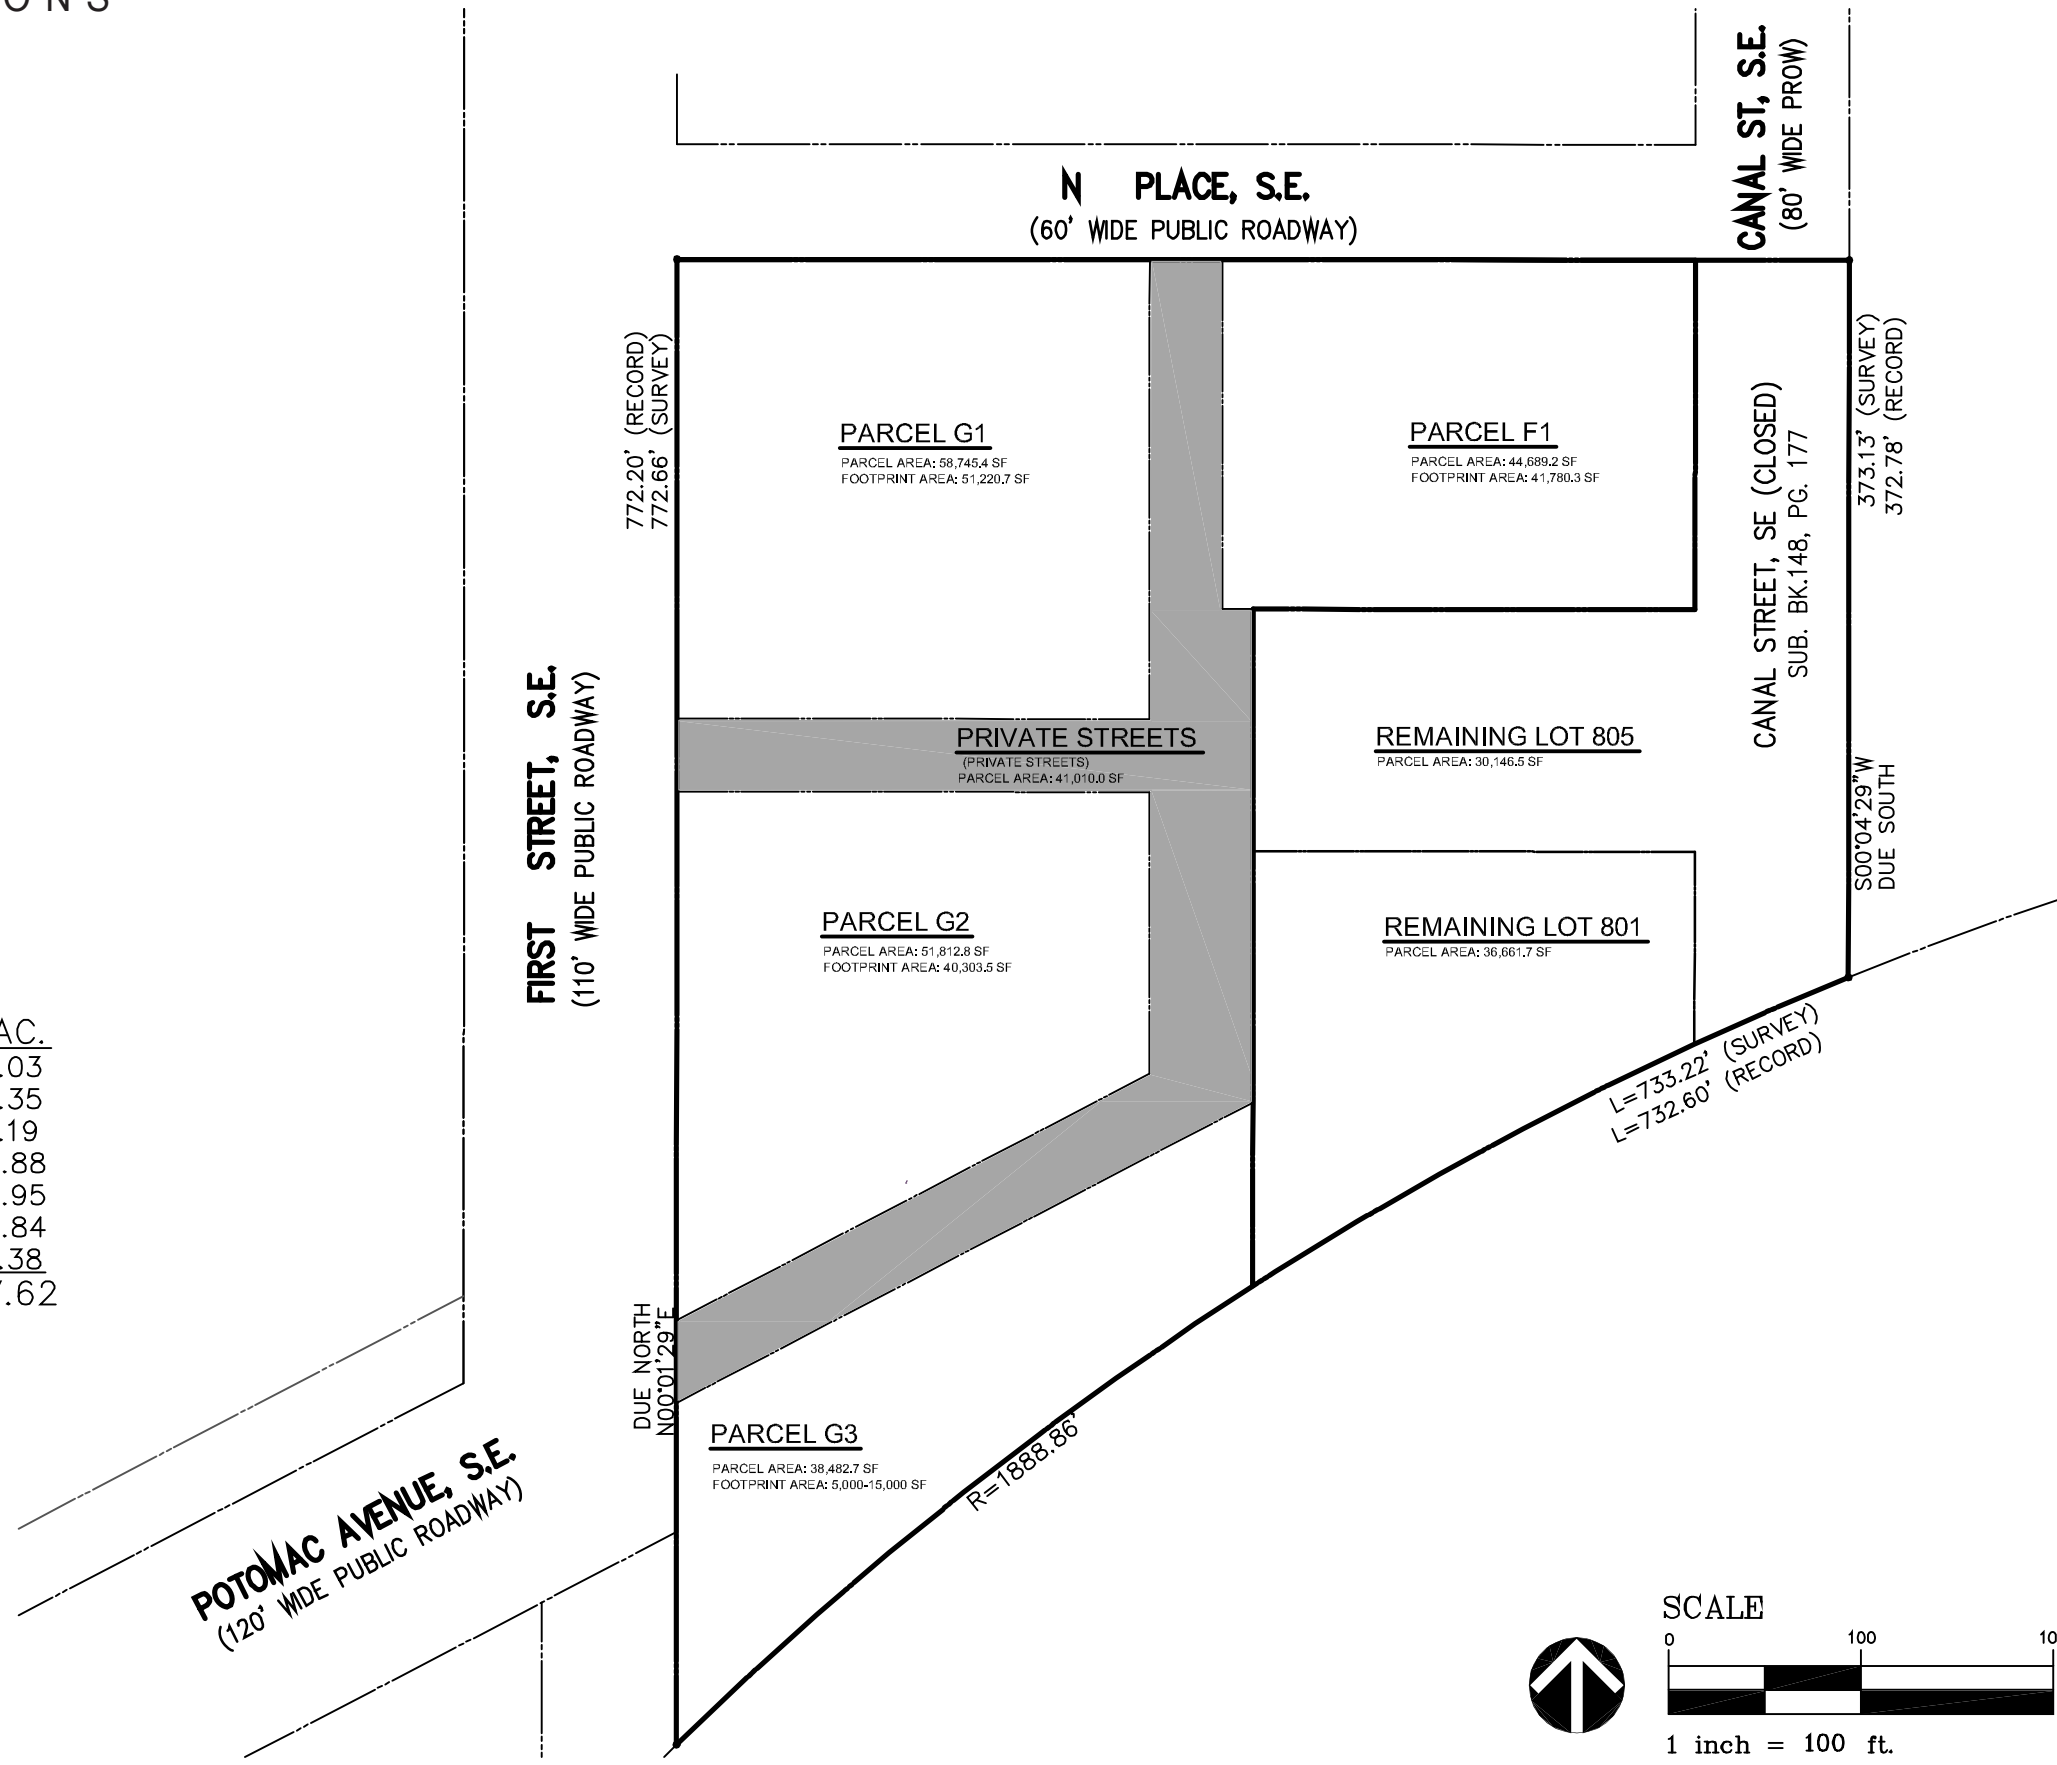 O N S
CANAL ST, S.E.
(80' WIDE PROW)
N PLACE, S.E.
(60' WIDE PUBLIC ROADWAY)
772.20' (RECORD)
772.66' (SURVEY)
373.13' (SURVEY)
372.78' (RECORD)
PARCEL G1
PARCEL AREA: 58,745.4 SF
FOOTPRINT AREA: 51,220.7 SF
PARCEL F1
PARCEL AREA: 44,689.2 SF
FOOTPRINT AREA: 41,780.3 SF
CANAL STREET, SE (CLOSED)
SUB. BK.148, PG. 177
FIRST STREET, S.E.
(110' WIDE PUBLIC ROADWAY)
PRIVATE STREETS
(PRIVATE STREETS)
PARCEL AREA: 41,010.0 SF
REMAINING LOT 805
PARCEL AREA: 30,146.5 SF
S00°04'29"W
DUE SOUTH
PARCEL G2
PARCEL AREA: 51,812.8 SF
FOOTPRINT AREA: 40,303.5 SF
REMAINING LOT 801
PARCEL AREA: 36,661.7 SF
AC.
.03
.35
.19
.88
.95
.84
.38
.62
L=733.22' (SURVEY)
L=732.60' (RECORD)
DUE NORTH
N00°01'29"E
PARCEL G3
PARCEL AREA: 38,482.7 SF
FOOTPRINT AREA: 5,000-15,000 SF
R=1888.86'
POTOMAC AVENUE, S.E.
(120' WIDE PUBLIC ROADWAY)
SCALE
0 100 10
1 inch = 100 ft.